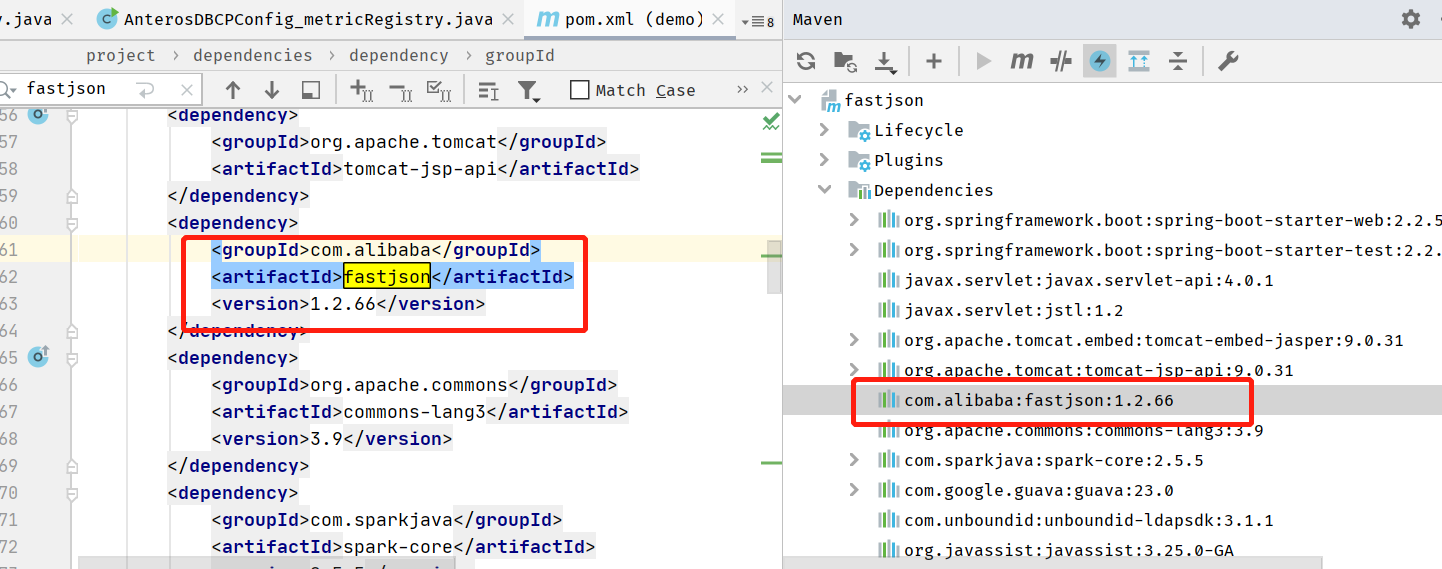 y.java
AnterosDBCPConfig_metricRegistry.java
pom.xml (demo)
8
project › dependencies › dependency › groupId
fastjson
Match Case
56 <dependency>
57 <groupId>org.apache.tomcat</groupId>
58 <artifactId>tomcat-jsp-api</artifactId>
59 </dependency>
60 <dependency>
61 <groupId>com.alibaba</groupId>
62 <artifactId>fastjson</artifactId>
63 <version>1.2.66</version>
64 </dependency>
65 <dependency>
66 <groupId>org.apache.commons</groupId>
67 <artifactId>commons-lang3</artifactId>
68 <version>3.9</version>
69 </dependency>
70 <dependency>
71 <groupId>com.sparkjava</groupId>
72 <artifactId>spark-core</artifactId>
Maven
fastjson
Lifecycle
Plugins
Dependencies
org.springframework.boot:spring-boot-starter-web:2.2.5
org.springframework.boot:spring-boot-starter-test:2.2.
javax.servlet:javax.servlet-api:4.0.1
javax.servlet:jstl:1.2
org.apache.tomcat.embed:tomcat-embed-jasper:9.0.31
org.apache.tomcat:tomcat-jsp-api:9.0.31
com.alibaba:fastjson:1.2.66
org.apache.commons:commons-lang3:3.9
com.sparkjava:spark-core:2.5.5
com.google.guava:guava:23.0
com.unboundid:unboundid-ldapsdk:3.1.1
org.javassist:javassist:3.25.0-GA